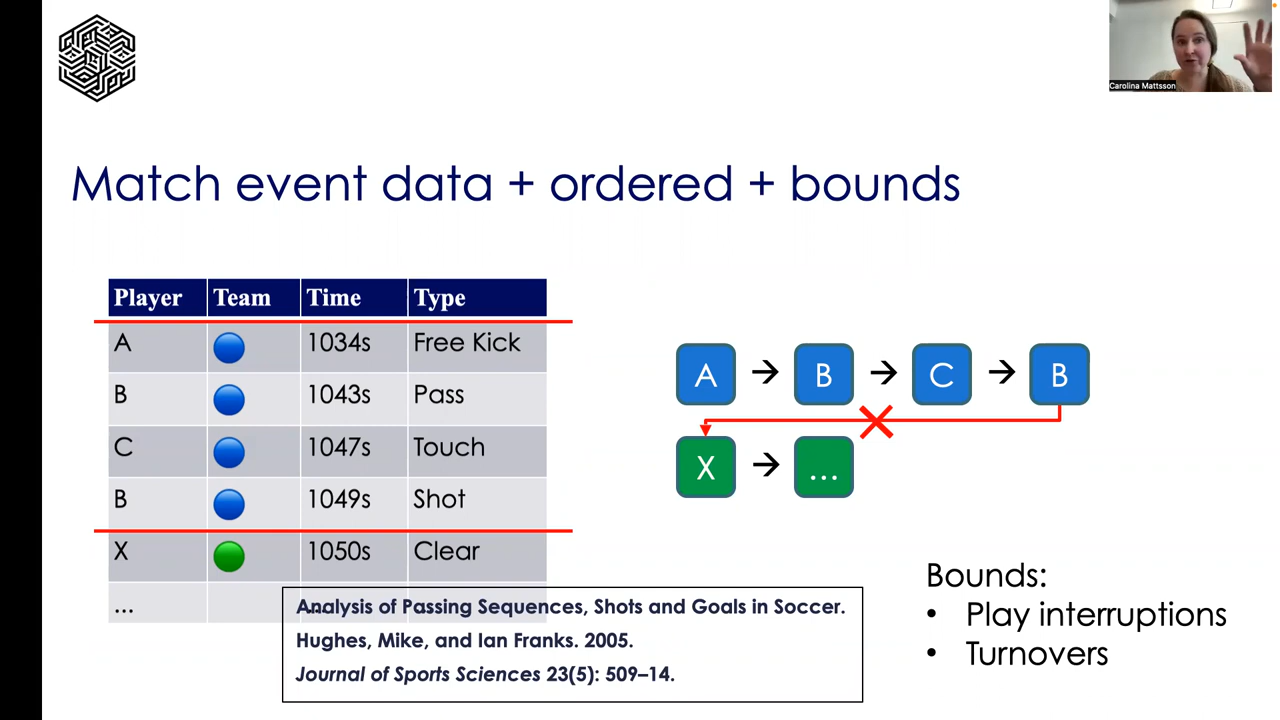 Carolina Mattsson
Match event data + ordered + bounds
Player Team Time Type
A 1034s Free Kick
B 1043s Pass
C 1047s Touch
B 1049s Shot
X 1050s Clear
...
A → B → C → B
X → ...
Bounds:
• Play interruptions
• Turnovers
Analysis of Passing Sequences, Shots and Goals in Soccer.
Hughes, Mike, and Ian Franks. 2005.
Journal of Sports Sciences 23(5): 509–14.